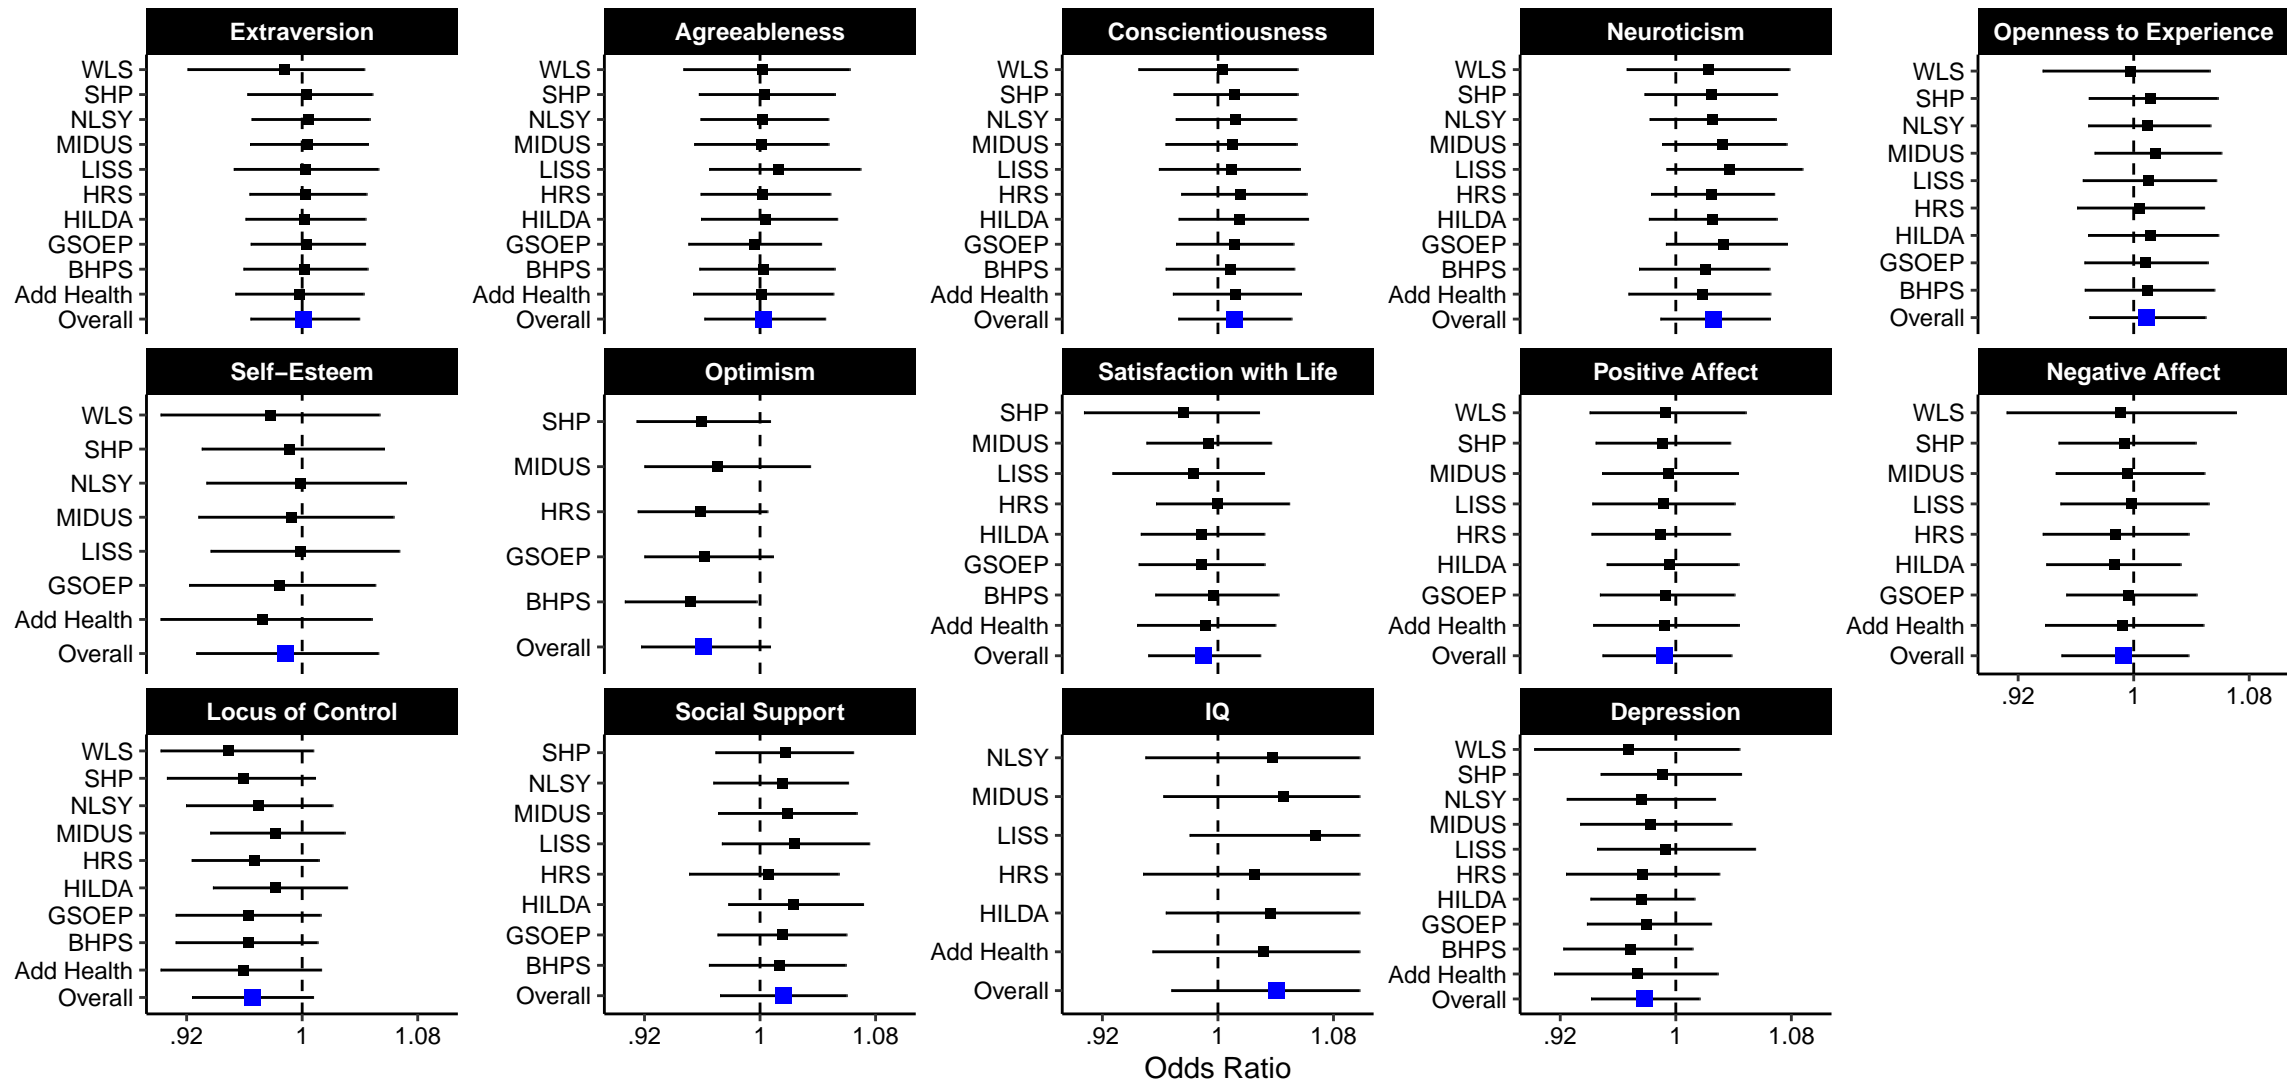 Extraversion
WLS
SHP
NLSY
MIDUS
LISS
HRS
HILDA
GSOEP
BHPS
Add Health
Overall
Agreeableness
WLS
SHP
NLSY
MIDUS
LISS
HRS
HILDA
GSOEP
BHPS
Add Health
Overall
Conscientiousness
WLS
SHP
NLSY
MIDUS
LISS
HRS
HILDA
GSOEP
BHPS
Add Health
Overall
Neuroticism
WLS
SHP
NLSY
MIDUS
LISS
HRS
HILDA
GSOEP
BHPS
Add Health
Overall
Openness to Experience
WLS
SHP
NLSY
MIDUS
LISS
HRS
HILDA
GSOEP
BHPS
Overall
Self−Esteem
WLS
SHP
NLSY
MIDUS
LISS
GSOEP
Add Health
Overall
Optimism
SHP
MIDUS
HRS
GSOEP
BHPS
Overall
Satisfaction with Life
SHP
MIDUS
LISS
HRS
HILDA
GSOEP
BHPS
Add Health
Overall
Positive Affect
WLS
SHP
MIDUS
LISS
HRS
HILDA
GSOEP
Add Health
Overall
Negative Affect
WLS
SHP
MIDUS
LISS
HRS
HILDA
GSOEP
Add Health
Overall
.92 1 1.08
Locus of Control
WLS
SHP
NLSY
MIDUS
HRS
HILDA
GSOEP
BHPS
Add Health
Overall
.92 1 1.08
Social Support
SHP
NLSY
MIDUS
LISS
HRS
HILDA
GSOEP
BHPS
Overall
.92 1 1.08
IQ
NLSY
MIDUS
LISS
HRS
HILDA
Add Health
Overall
.92 1 1.08
Depression
WLS
SHP
NLSY
MIDUS
LISS
HRS
HILDA
GSOEP
BHPS
Add Health
Overall
.92 1 1.08
Odds Ratio